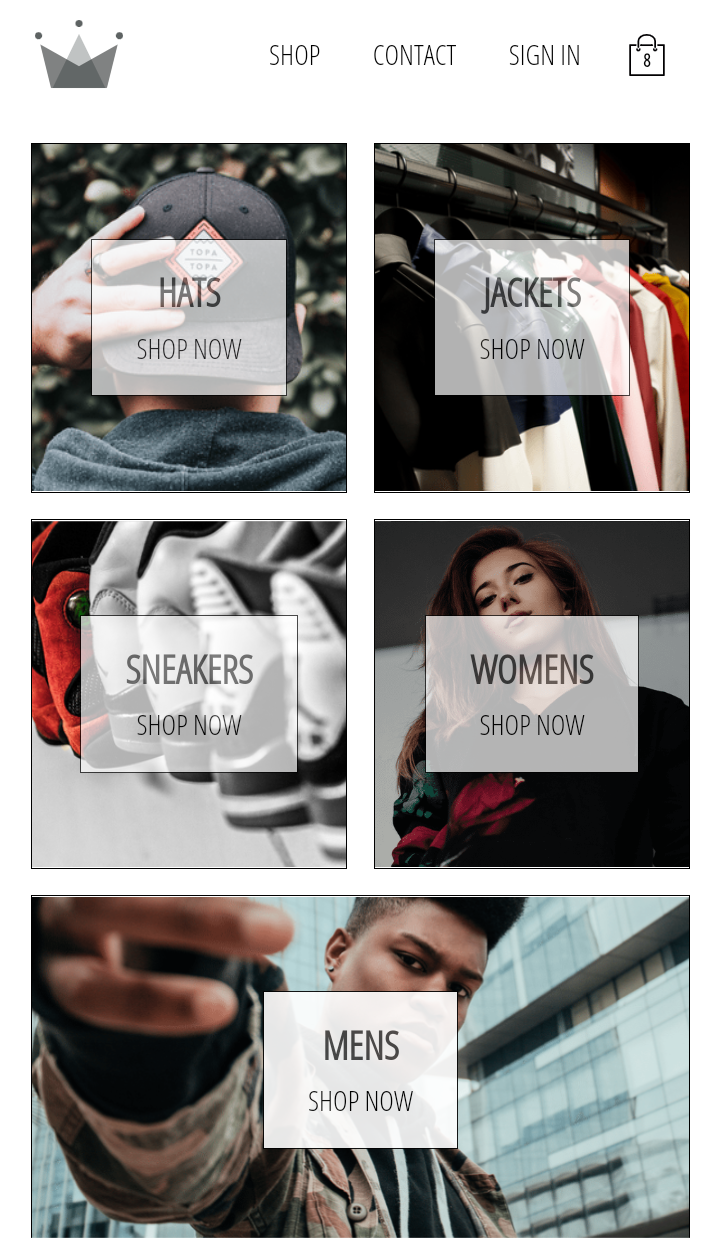 SHOP CONTACT SIGN IN 8
TOPA
TOPA
HATS
SHOP NOW
JACKETS
SHOP NOW
SNEAKERS
SHOP NOW
WOMENS
SHOP NOW
MENS
SHOP NOW